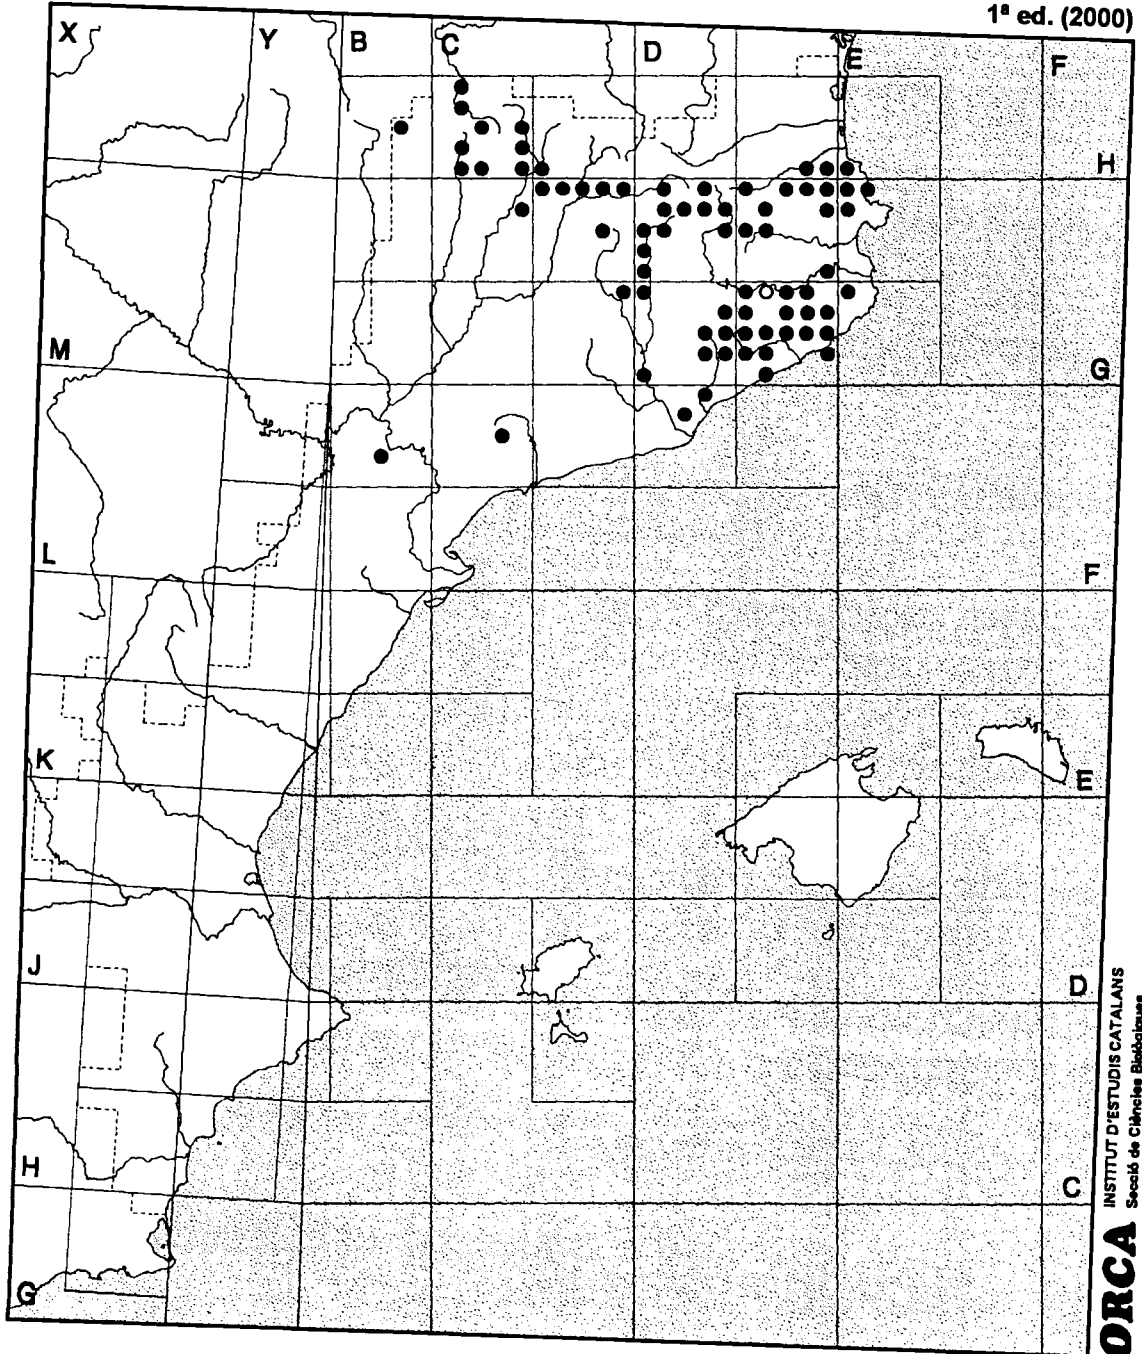 1ª ed. (2000)
X
Y
B
C
D
E
F
H
M
G
L
F
K
E
J
D
H
C
G
ORCA
INSTITUT D'ESTUDIS CATALANS
Secció de Ciències Biològiques